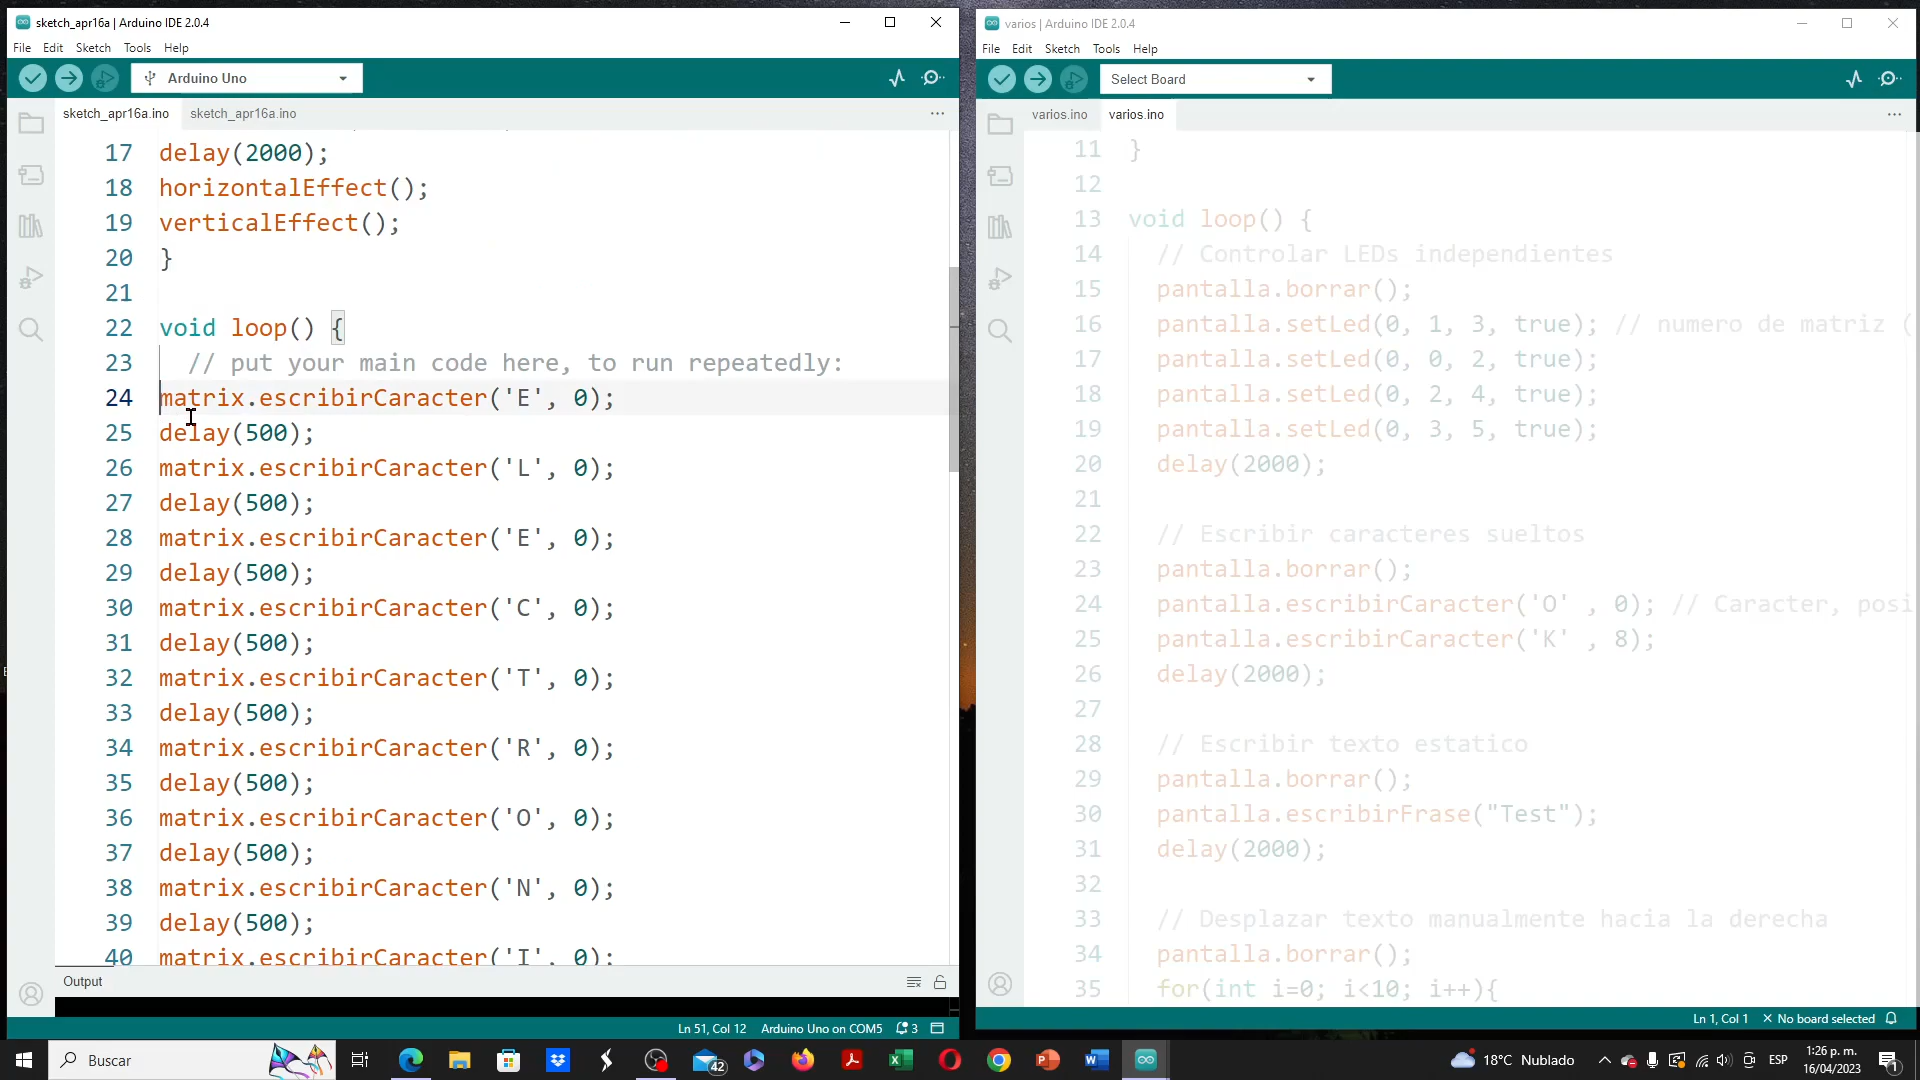 sketch_apr16a | Arduino IDE 2.0.4
File Edit Sketch Tools Help
Arduino Uno
sketch_apr16a.ino sketch_apr16a.ino
17 delay(2000);
18 horizontalEffect();
19 verticalEffect();
20 }
21
22 void loop() {
23 // put your main code here, to run repeatedly:
24 matrix.escribirCaracter('E', 0);
25 delay(500);
26 matrix.escribirCaracter('L', 0);
27 delay(500);
28 matrix.escribirCaracter('E', 0);
29 delay(500);
30 matrix.escribirCaracter('C', 0);
31 delay(500);
32 matrix.escribirCaracter('T', 0);
33 delay(500);
34 matrix.escribirCaracter('R', 0);
35 delay(500);
36 matrix.escribirCaracter('O', 0);
37 delay(500);
38 matrix.escribirCaracter('N', 0);
39 delay(500);
40 matrix.escribirCaracter('I', 0);
Output
Ln 51, Col 12 Arduino Uno on COM5 3
varios | Arduino IDE 2.0.4
File Edit Sketch Tools Help
Select Board
varios.ino varios.ino
11 }
12
13 void loop() {
14 // Controlar LEDs independientes
15 pantalla.borrar();
16 pantalla.setLed(0, 1, 3, true); // numero de matriz (
17 pantalla.setLed(0, 0, 2, true);
18 pantalla.setLed(0, 2, 4, true);
19 pantalla.setLed(0, 3, 5, true);
20 delay(2000);
21
22 // Escribir caracteres sueltos
23 pantalla.borrar();
24 pantalla.escribirCaracter('O' , 0); // Caracter, posi
25 pantalla.escribirCaracter('K' , 8);
26 delay(2000);
27
28 // Escribir texto estatico
29 pantalla.borrar();
30 pantalla.escribirFrase("Test");
31 delay(2000);
32
33 // Desplazar texto manualmente hacia la derecha
34 pantalla.borrar();
35 for(int i=0; i<10; i++){
Ln 1, Col 1 No board selected
Buscar
42
18°C Nublado
ESP
1:26 p. m.
16/04/2023
1